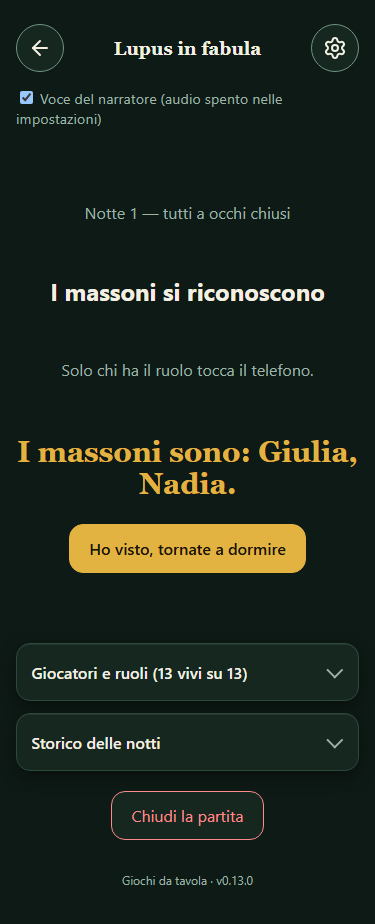 Lupus in fabula
Voce del narratore (audio spento nelle
impostazioni)
Notte 1 — tutti a occhi chiusi
I massoni si riconoscono
Solo chi ha il ruolo tocca il telefono.
I massoni sono: Giulia,
Nadia.
Ho visto, tornate a dormire
Giocatori e ruoli (13 vivi su 13)
Storico delle notti
Chiudi la partita
Giochi da tavola · v0.13.0